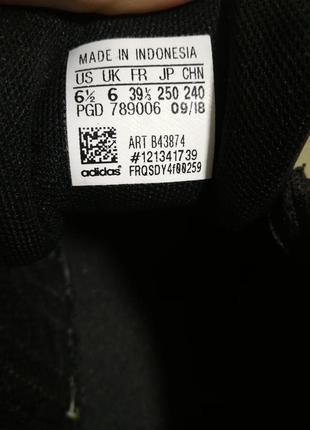 MADE IN INDONESIA
US UK FR JP CHN
6½ 6 39⅓ 250 240
PGD 789006 09/18
ART B43874
#121341739
adidas FRQSDY4f00259